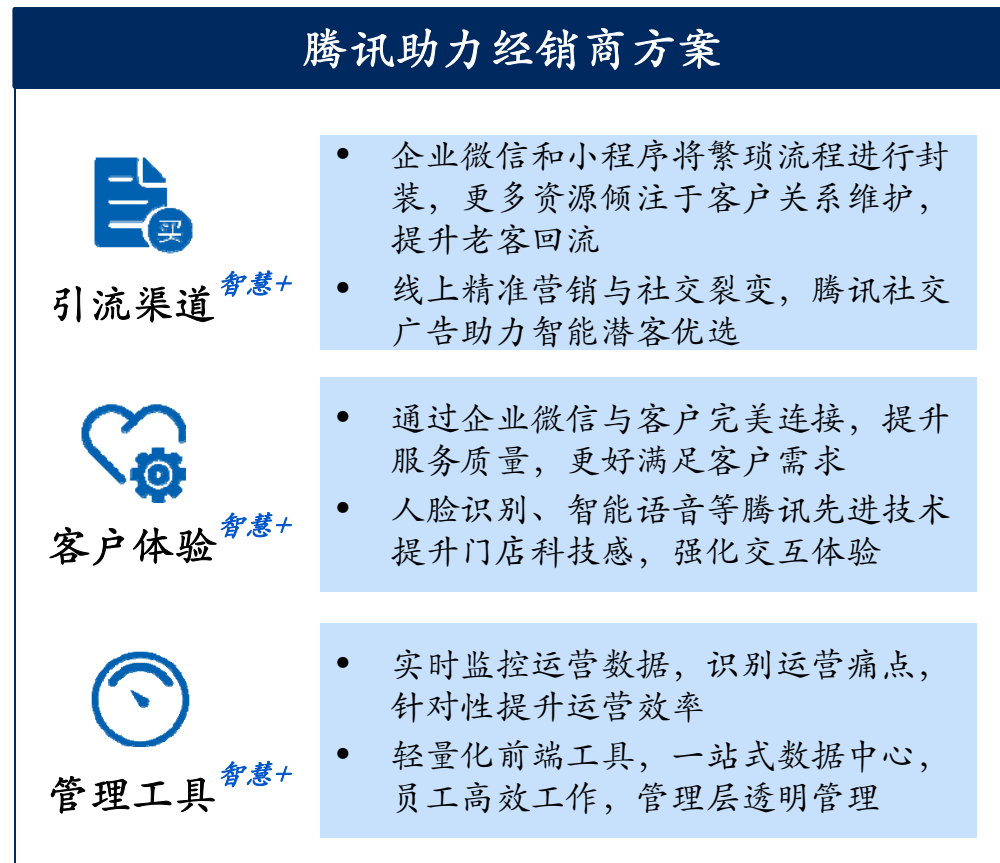 腾讯助力经销商方案
买
引流渠道智慧+
• 企业微信和小程序将繁琐流程进行封
装，更多资源倾注于客户关系维护，
提升老客回流
• 线上精准营销与社交裂变，腾讯社交
广告助力智能潜客优选
客户体验智慧+
• 通过企业微信与客户完美连接，提升
服务质量，更好满足客户需求
• 人脸识别、智能语音等腾讯先进技术
提升门店科技感，强化交互体验
管理工具智慧+
• 实时监控运营数据，识别运营痛点，
针对性提升运营效率
• 轻量化前端工具，一站式数据中心，
员工高效工作，管理层透明管理